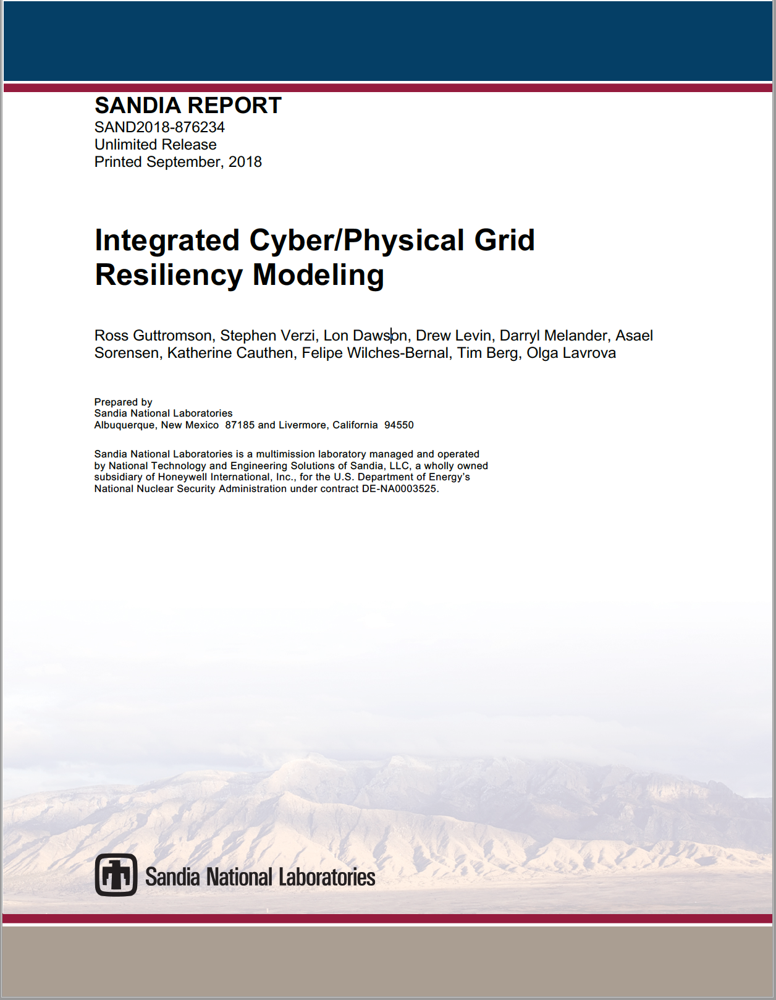 SANDIA REPORT
SAND2018-876234
Unlimited Release
Printed September, 2018
Integrated Cyber/Physical Grid
Resiliency Modeling
Ross Guttromson, Stephen Verzi, Lon Dawson, Drew Levin, Darryl Melander, Asael
Sorensen, Katherine Cauthen, Felipe Wilches-Bernal, Tim Berg, Olga Lavrova
Prepared by
Sandia National Laboratories
Albuquerque, New Mexico  87185 and Livermore, California  94550
Sandia National Laboratories is a multimission laboratory managed and operated
by National Technology and Engineering Solutions of Sandia, LLC, a wholly owned
subsidiary of Honeywell International, Inc., for the U.S. Department of Energy’s
National Nuclear Security Administration under contract DE-NA0003525.
Sandia National Laboratories